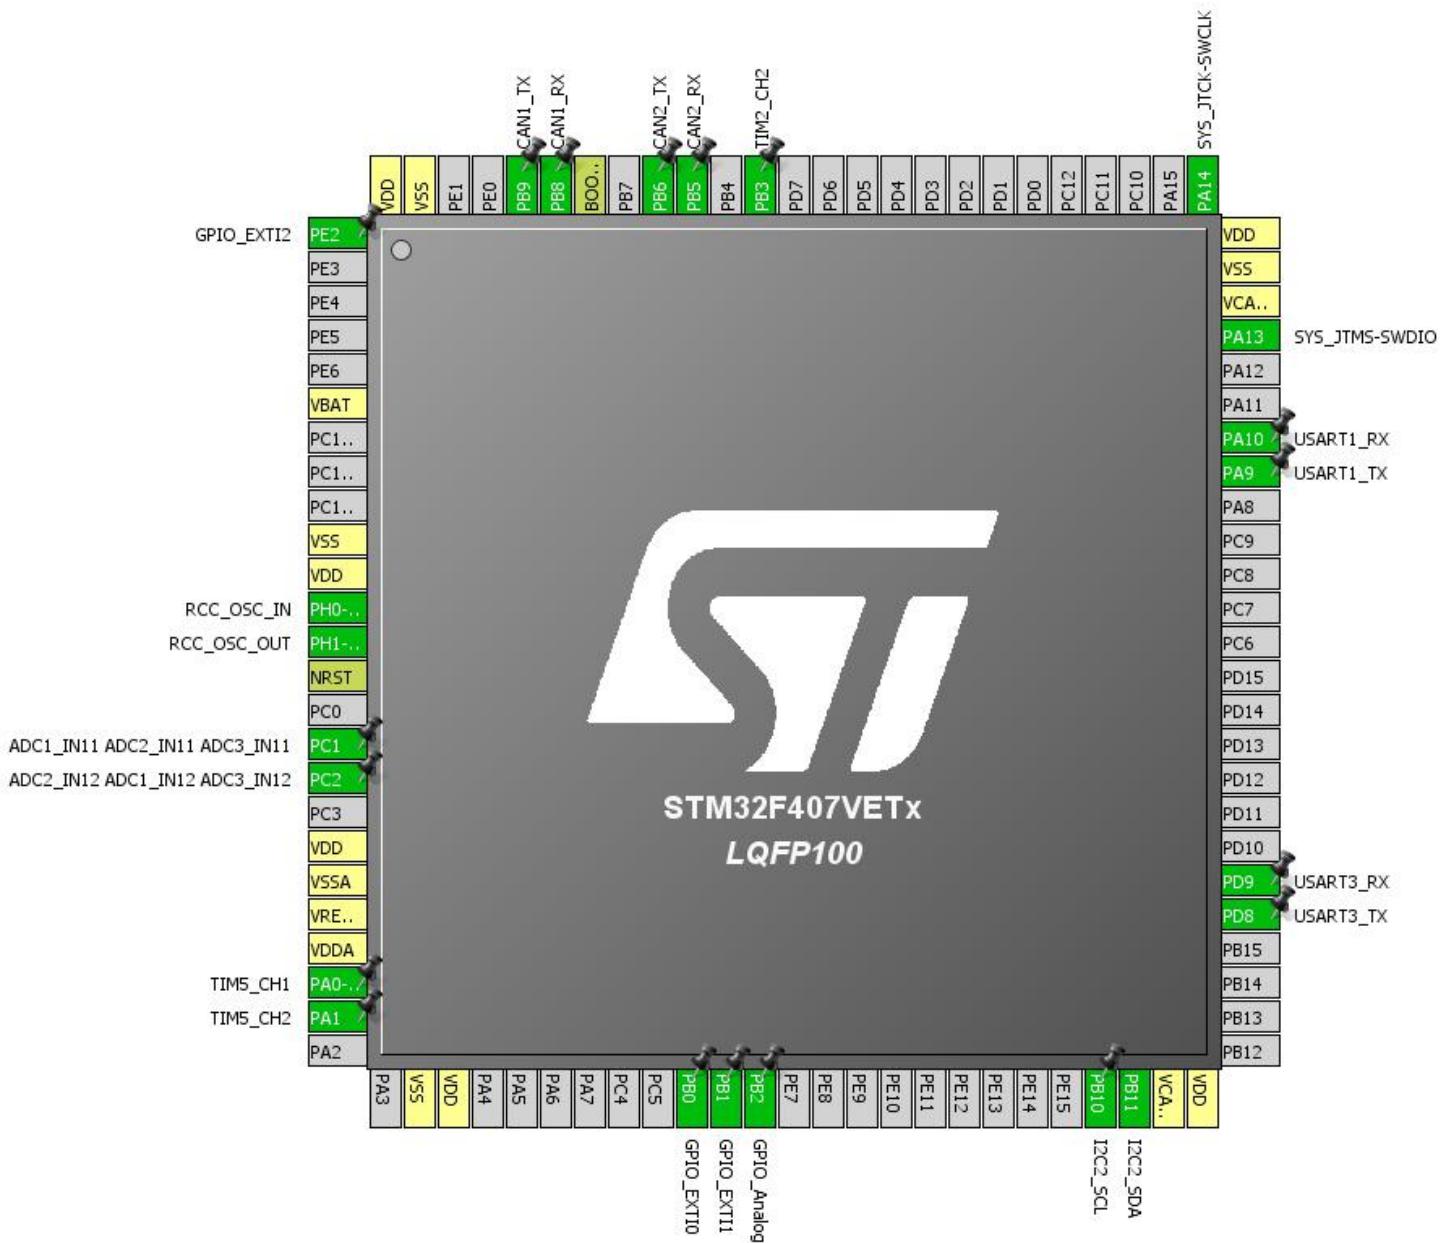 CAN1_TX
CAN1_RX
CAN2_TX
CAN2_RX
TIM2_CH2
SYS_JTCK-SWCLK
VDD
VSS
PE1
PE0
PB9
PB8
BOO..
PB7
PB6
PB5
PB4
PB3
PD7
PD6
PD5
PD4
PD3
PD2
PD1
PD0
PC12
PC11
PC10
PA15
PA14
GPIO_EXTI2 PE2
PE3
PE4
PE5
PE6
VBAT
PC1..
PC1..
PC1..
VSS
VDD
RCC_OSC_IN PH0-..
RCC_OSC_OUT PH1-..
NRST
PC0
ADC1_IN11 ADC2_IN11 ADC3_IN11 PC1
ADC2_IN12 ADC1_IN12 ADC3_IN12 PC2
PC3
VDD
VSSA
VRE..
VDDA
TIM5_CH1 PA0-..
TIM5_CH2 PA1
PA2
STM32F407VETx
LQFP100
VDD
VSS
VCA..
PA13 SYS_JTMS-SWDIO
PA12
PA11
PA10 USART1_RX
PA9 USART1_TX
PA8
PC9
PC8
PC7
PC6
PD15
PD14
PD13
PD12
PD11
PD10
PD9 USART3_RX
PD8 USART3_TX
PB15
PB14
PB13
PB12
PA3
VSS
VDD
PA4
PA5
PA6
PA7
PC4
PC5
PB0
PB1
PB2
PE7
PE8
PE9
PE10
PE11
PE12
PE13
PE14
PE15
PB10
PB11
VCA..
VDD
GPIO_EXTI0
GPIO_EXTI1
GPIO_Analog
I2C2_SCL
I2C2_SDA